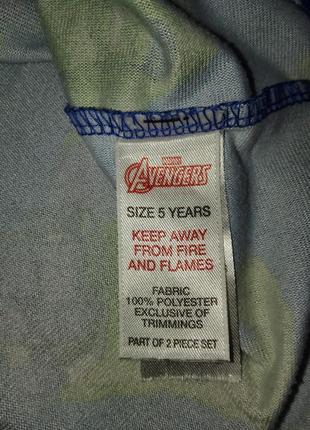 MARVEL
AVENGERS
SIZE 5 YEARS
KEEP AWAY
FROM FIRE
AND FLAMES
FABRIC
100% POLYESTER
EXCLUSIVE OF
TRIMMINGS
PART OF 2 PIECE SET